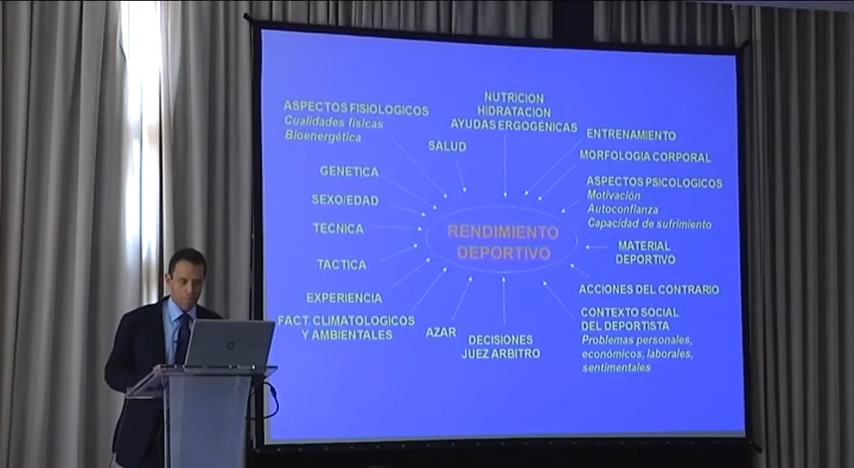 ASPECTOS FISIOLOGICOS
Cualidades físicas
Bioenergética
NUTRICION
HIDRATACION
AYUDAS ERGOGÉNICAS
SALUD
ENTRENAMIENTO
MORFOLOGIA CORPORAL
GENETICA
SEXO/EDAD
TECNICA
TACTICA
EXPERIENCIA
FACT. CLIMATOLOGICOS
Y AMBIENTALES
RENDIMIENTO
DEPORTIVO
ASPECTOS PSICOLOGICOS
Motivación
Autoconfianza
Capacidad de sufrimiento
MATERIAL
DEPORTIVO
ACCIONES DEL CONTRARIO
CONTEXTO SOCIAL
DEL DEPORTISTA
Problemas personales,
económicos, laborales,
sentimentales
AZAR
DECISIONES
JUEZ ARBITRO